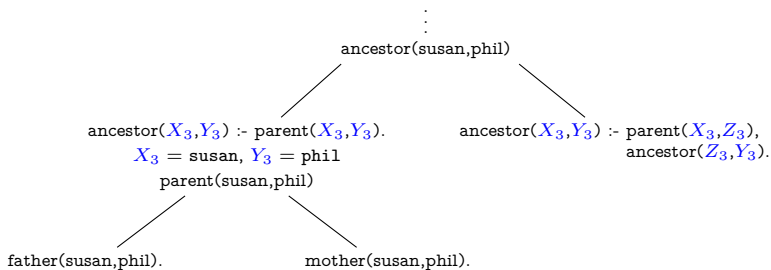 ancestor(susan,phil)
ancestor(X₃,Y₃) :- parent(X₃,Y₃).
X₃ = susan, Y₃ = phil
parent(susan,phil)
ancestor(X₃,Y₃) :- parent(X₃,Z₃),
ancestor(Z₃,Y₃).
father(susan,phil).
mother(susan,phil).